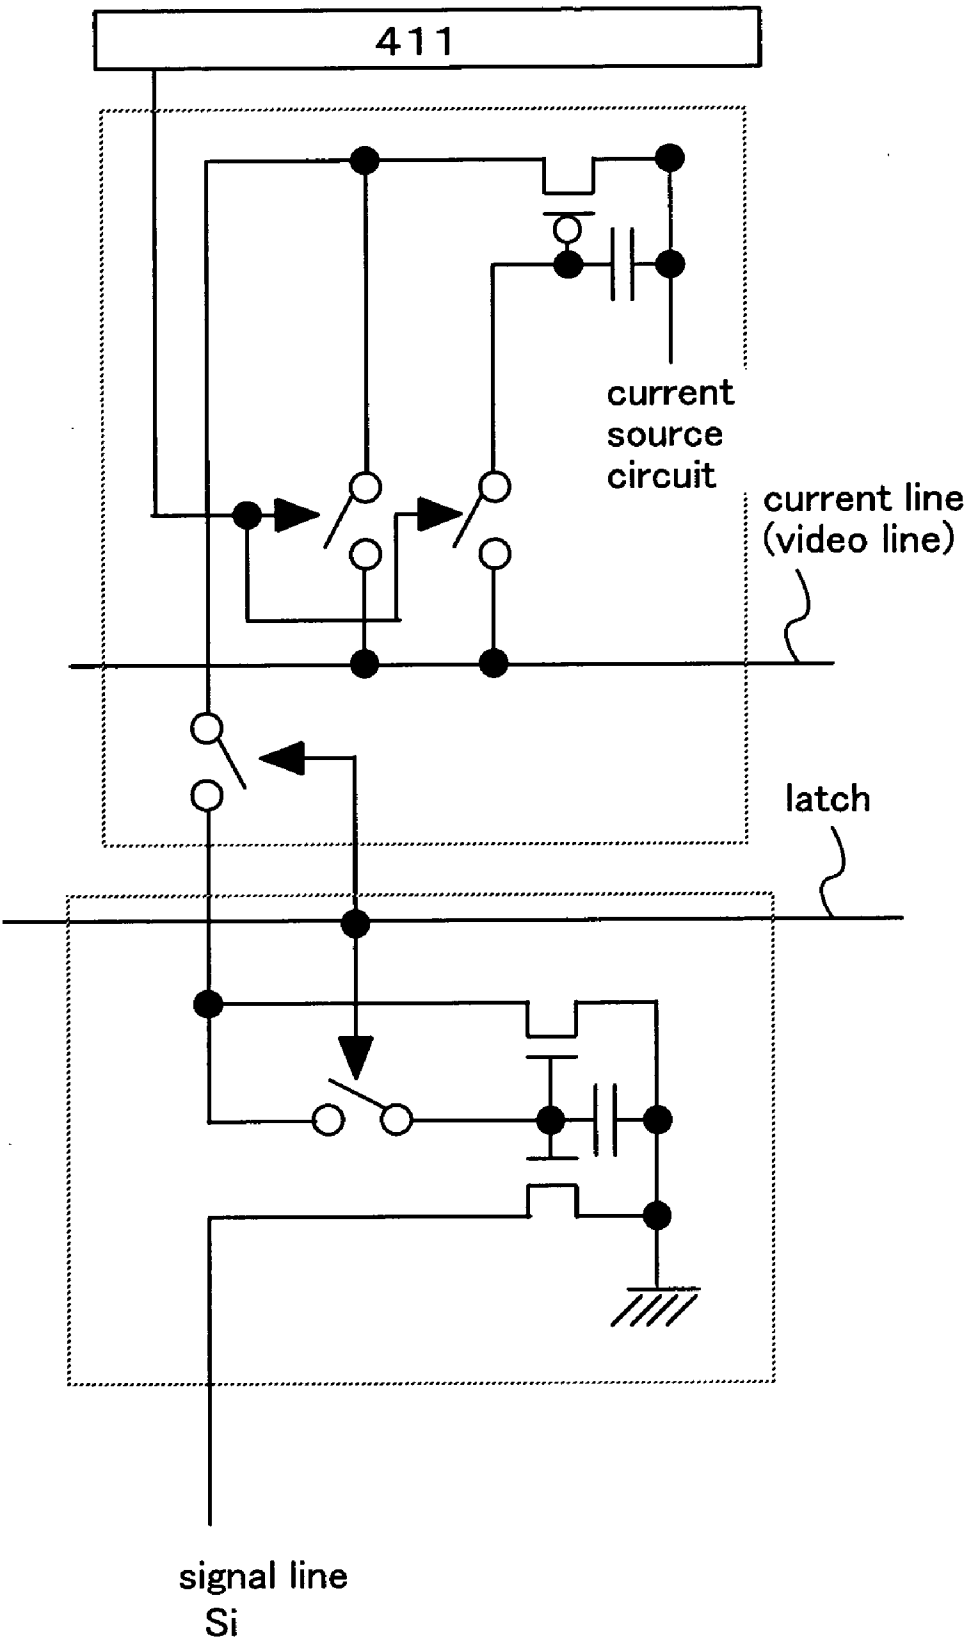 411
current
source
circuit
current line
(video line)
latch
signal line
Si